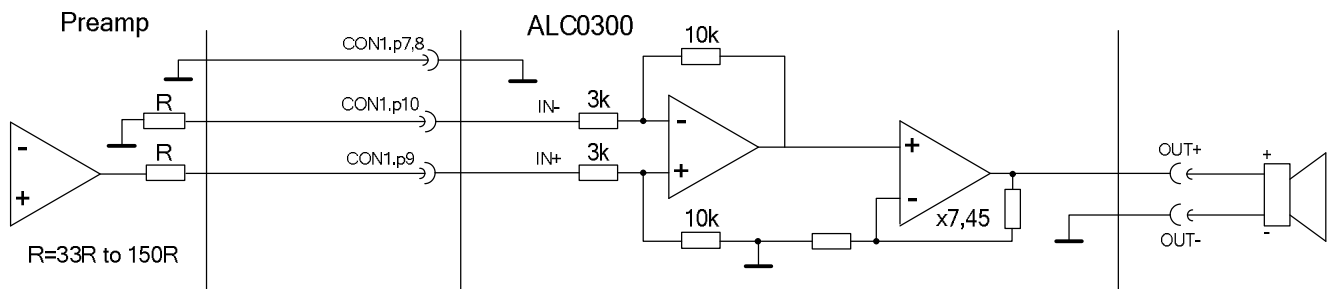 Preamp
ALC0300
CON1.p7,8
10k
R
CON1.p10
IN-
3k
-
+
R
CON1.p9
IN+
3k
-
+
+
-
OUT+
+
10k
x7,45
OUT-
-
R=33R to 150R